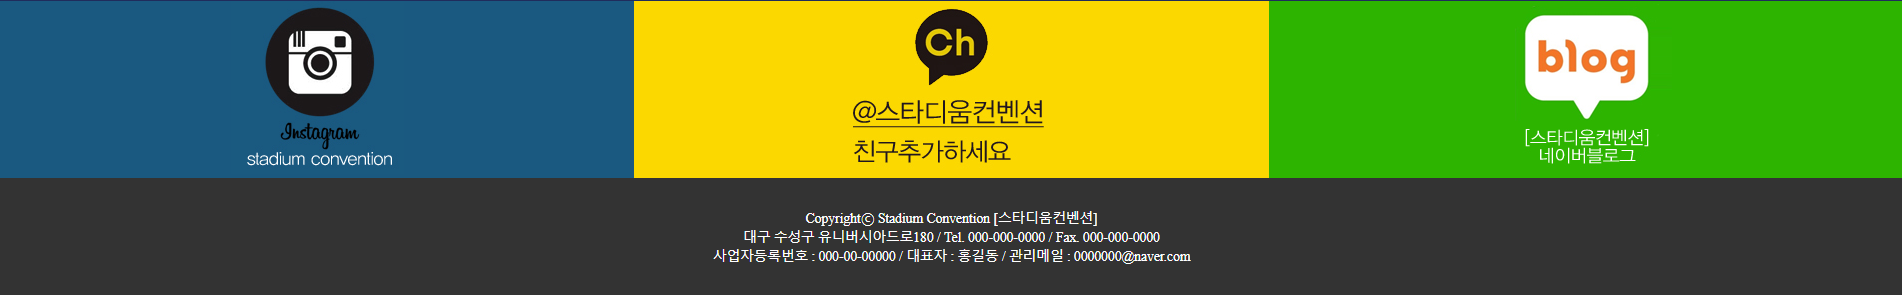 Instagram
stadium convention
Ch
@스타디움컨벤션
친구추가하세요
blog
[스타디움컨벤션]
네이버블로그
Copyrightⓒ Stadium Convention [스타디움컨벤션]
대구 수성구 유니버시아드로180 / Tel. 000-000-0000 / Fax. 000-000-0000
사업자등록번호 : 000-00-00000 / 대표자 : 홍길동 / 관리메일 : 0000000@naver.com